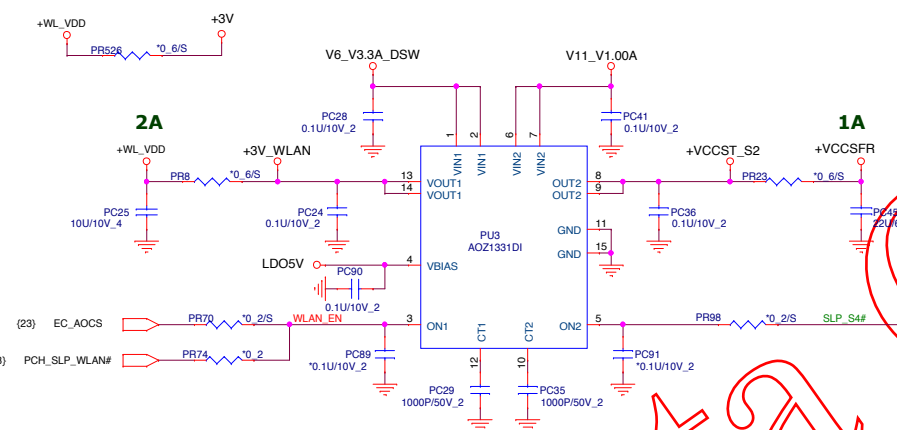 +WL_VDD
+3V
PR526
*0_6/S
V6_V3.3A_DSW
V11_V1.00A
PC28
0.1U/10V_2
PC41
0.1U/10V_2
2A
1A
+WL_VDD
+3V_WLAN
+VCCST_S2
+VCCSFR
PR8
*0_6/S
PR23
*0_6/S
1
2
6
7
VIN1
VIN1
VIN2
VIN2
13
14
VOUT1
VOUT1
8
9
OUT2
OUT2
PC25
10U/10V_4
PC24
0.1U/10V_2
PC36
0.1U/10V_2
PC45
GND
11
GND
15
PU3
AOZ1331DI
LDO5V
4
VBIAS
PC90
0.1U/10V_2
{23}
EC_AOCS
PR70
*0_2/S
WLAN_EN
3
ON1
ON2
5
PR98
*0_2/S
SLP_S4#
PCH_SLP_WLAN#
PR74
*0_2
PC89
*0.1U/10V_2
PC91
*0.1U/10V_2
CT1
CT2
12
10
PC29
1000P/50V_2
PC35
1000P/50V_2